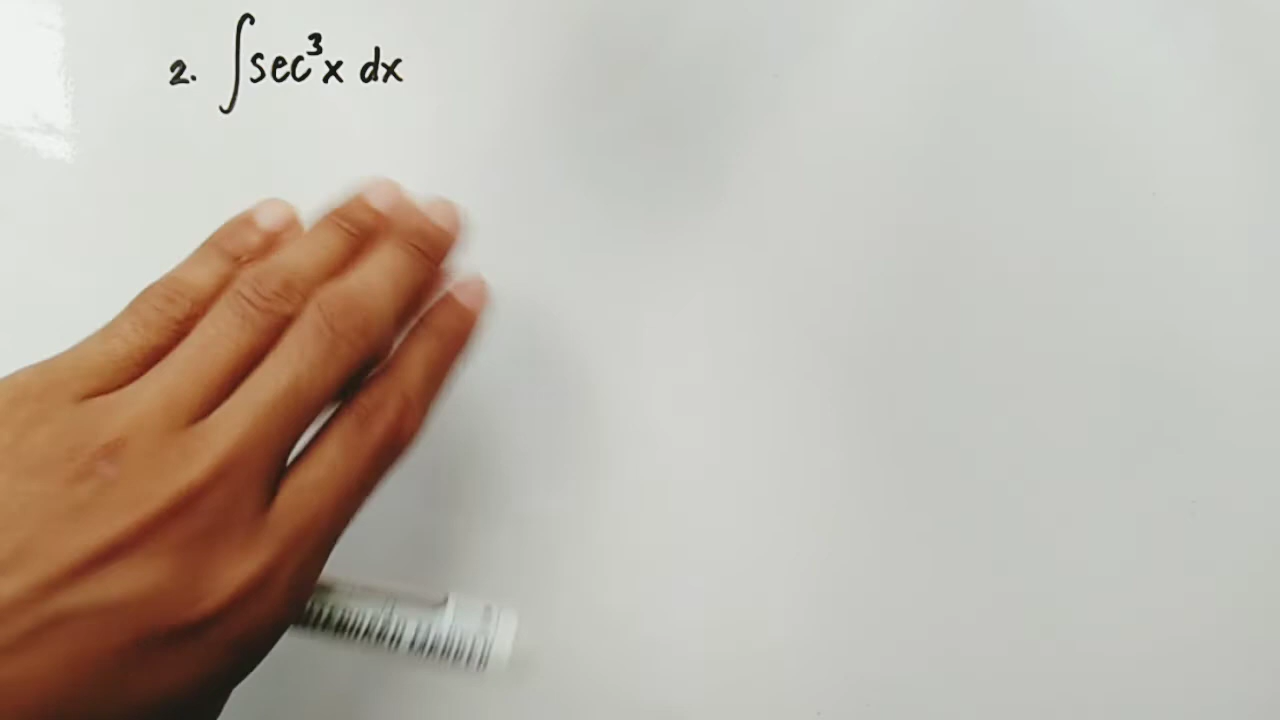 2. ∫sec³x dx